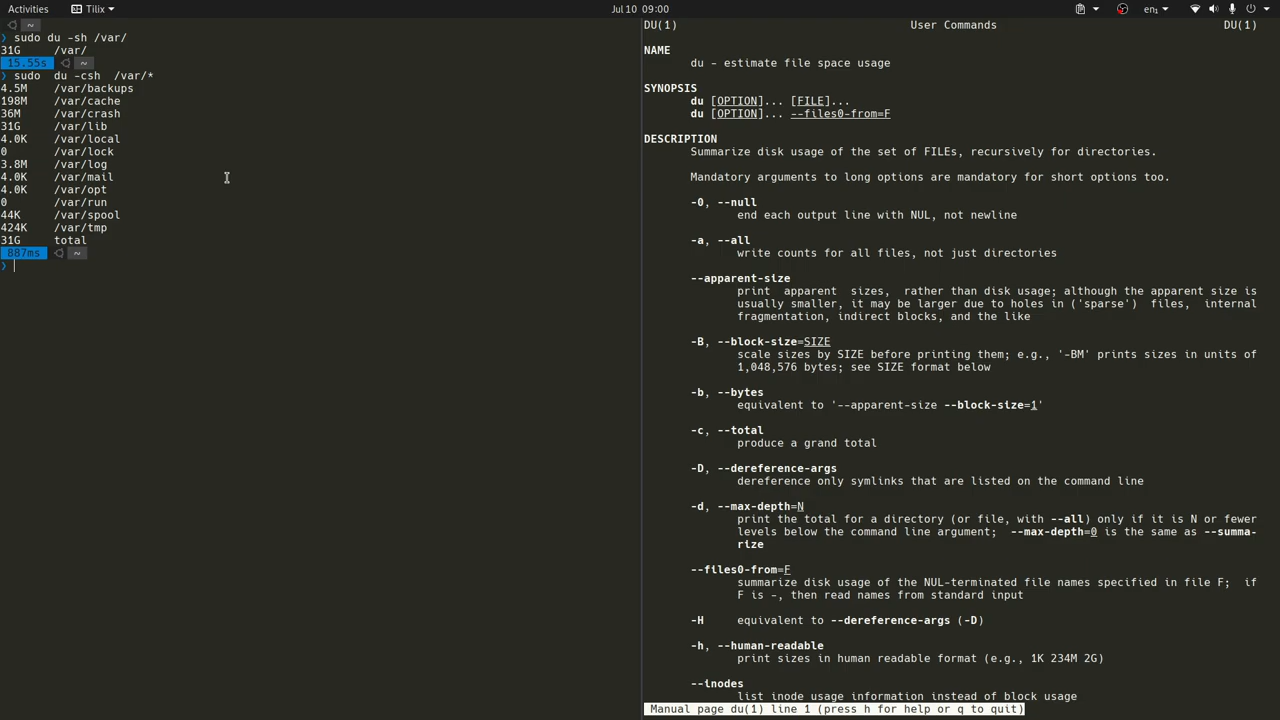 Activities Tilix Jul 10 09:00 en₁
~
❯ sudo du -sh /var/
31G /var/
15.55s ~
❯ sudo  du -csh  /var/*
4.5M /var/backups
198M /var/cache
36M /var/crash
31G /var/lib
4.0K /var/local
0 /var/lock
3.8M /var/log
4.0K /var/mail
4.0K /var/opt
0 /var/run
44K /var/spool
424K /var/tmp
31G total
887ms ~
❯
DU(1) User Commands DU(1)
NAME
du - estimate file space usage
SYNOPSIS
du [OPTION]... [FILE]...
du [OPTION]... --files0-from=F
DESCRIPTION
Summarize disk usage of the set of FILEs, recursively for directories.
Mandatory arguments to long options are mandatory for short options too.
-0, --null
end each output line with NUL, not newline
-a, --all
write counts for all files, not just directories
--apparent-size
print apparent sizes, rather than disk usage; although the apparent size is
usually smaller, it may be larger due to holes in ('sparse') files, internal
fragmentation, indirect blocks, and the like
-B, --block-size=SIZE
scale sizes by SIZE before printing them; e.g., '-BM' prints sizes in units of
1,048,576 bytes; see SIZE format below
-b, --bytes
equivalent to '--apparent-size --block-size=1'
-c, --total
produce a grand total
-D, --dereference-args
dereference only symlinks that are listed on the command line
-d, --max-depth=N
print the total for a directory (or file, with --all) only if it is N or fewer
levels below the command line argument; --max-depth=0 is the same as --summa-
rize
--files0-from=F
summarize disk usage of the NUL-terminated file names specified in file F; if
F is -, then read names from standard input
-H equivalent to --dereference-args (-D)
-h, --human-readable
print sizes in human readable format (e.g., 1K 234M 2G)
--inodes
list inode usage information instead of block usage
Manual page du(1) line 1 (press h for help or q to quit)